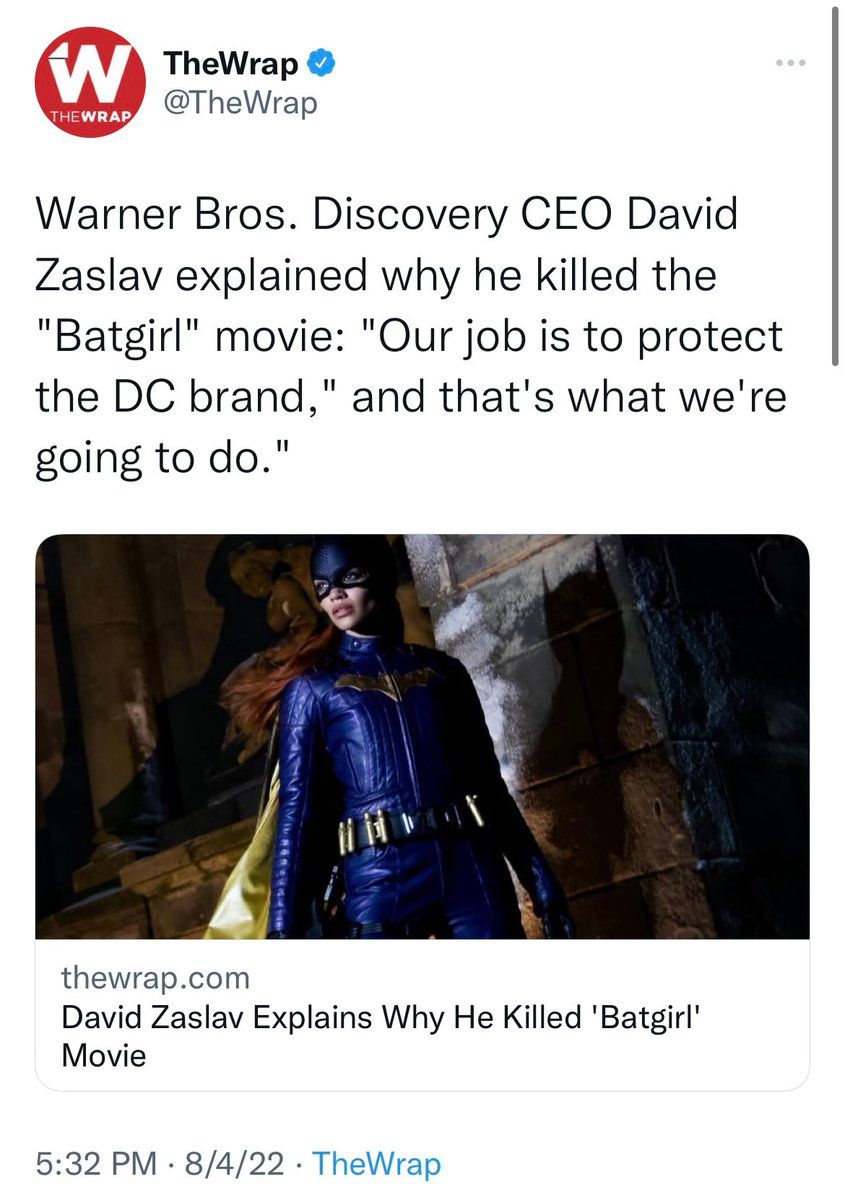 THEWRAP
TheWrap
@TheWrap
Warner Bros. Discovery CEO David
Zaslav explained why he killed the
"Batgirl" movie: "Our job is to protect
the DC brand," and that's what we're
going to do."
thewrap.com
David Zaslav Explains Why He Killed 'Batgirl'
Movie
5:32 PM · 8/4/22 · TheWrap